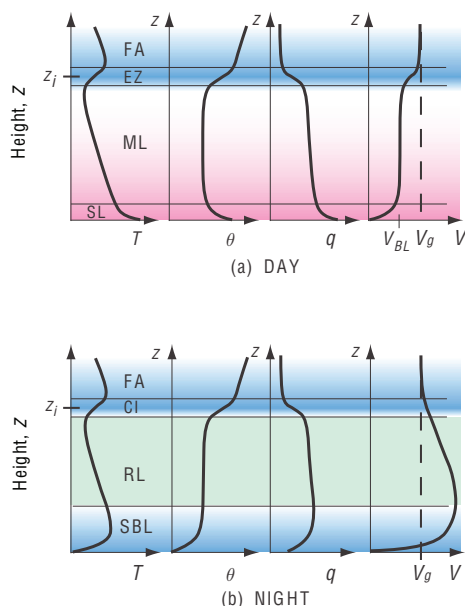 z z z z
FA
z_i EZ
Height, z
ML
SL
T θ q V_BL V_g V
(a) DAY
z z z z
FA
z_i CI
Height, z
RL
SBL
T θ q V_g V
(b) NIGHT